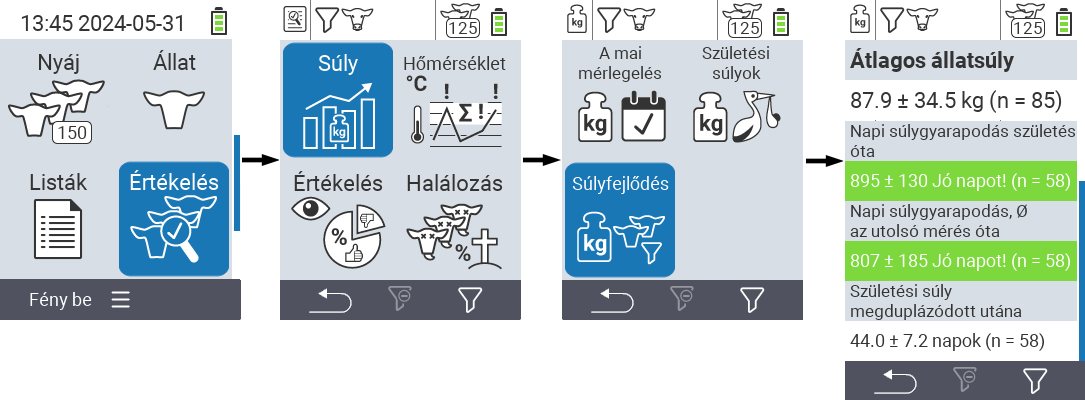 13:45 2024-05-31
Nyáj
Állat
150
Listák
Értékelés
Fény be
125
Súly
kg
Hőmérséklet
°C
! !
Σ !
Értékelés
%
Halálozás
%
kg
125
A mai
mérlegelés
kg
Születési
súlyok
kg
Súlyfejlődés
kg
kg
125
Átlagos állatsúly
87.9 ± 34.5 kg (n = 85)
Napi súlygyarapodás születés
óta
895 ± 130 Jó napot! (n = 58)
Napi súlygyarapodás, Ø
az utolsó mérés óta
807 ± 185 Jó napot! (n = 58)
Születési súly
megduplázódott utána
44.0 ± 7.2 napok (n = 58)